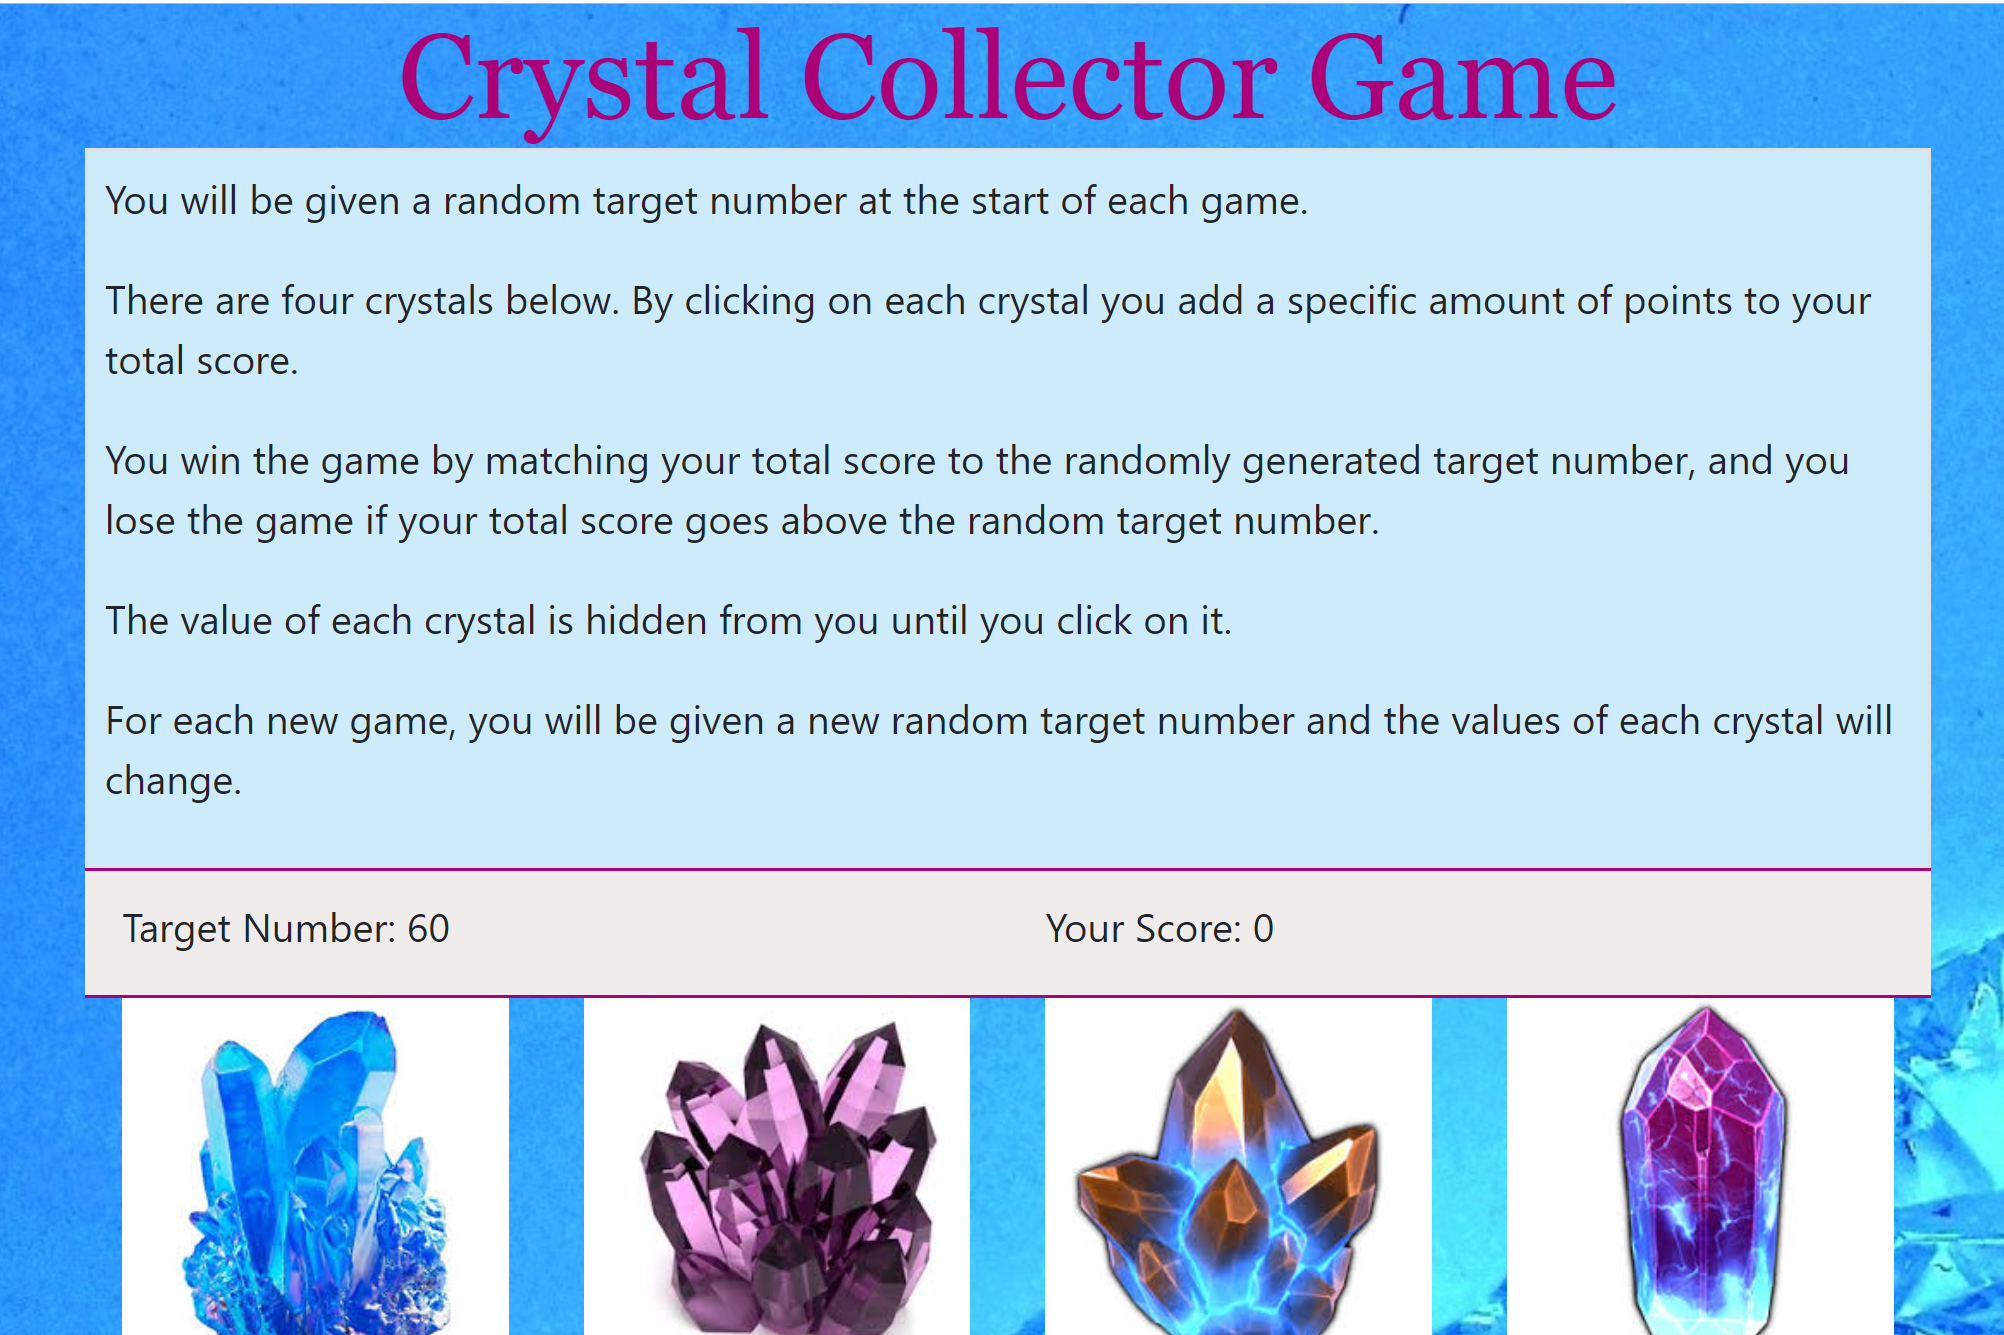 Crystal Collector Game
You will be given a random target number at the start of each game.
There are four crystals below. By clicking on each crystal you add a specific amount of points to your
total score.
You win the game by matching your total score to the randomly generated target number, and you
lose the game if your total score goes above the random target number.
The value of each crystal is hidden from you until you click on it.
For each new game, you will be given a new random target number and the values of each crystal will
change.
Target Number: 60
Your Score: 0